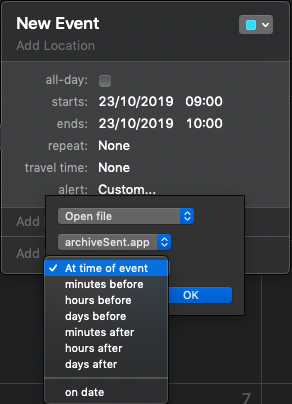 New Event
Add Location
all-day:
starts: 23/10/2019 09:00
ends: 23/10/2019 10:00
repeat: None
travel time: None
alert: Custom...
Add
Open file
archiveSent.app
Add
At time of event
minutes before
hours before
days before
OK
minutes after
hours after
days after
on date
7